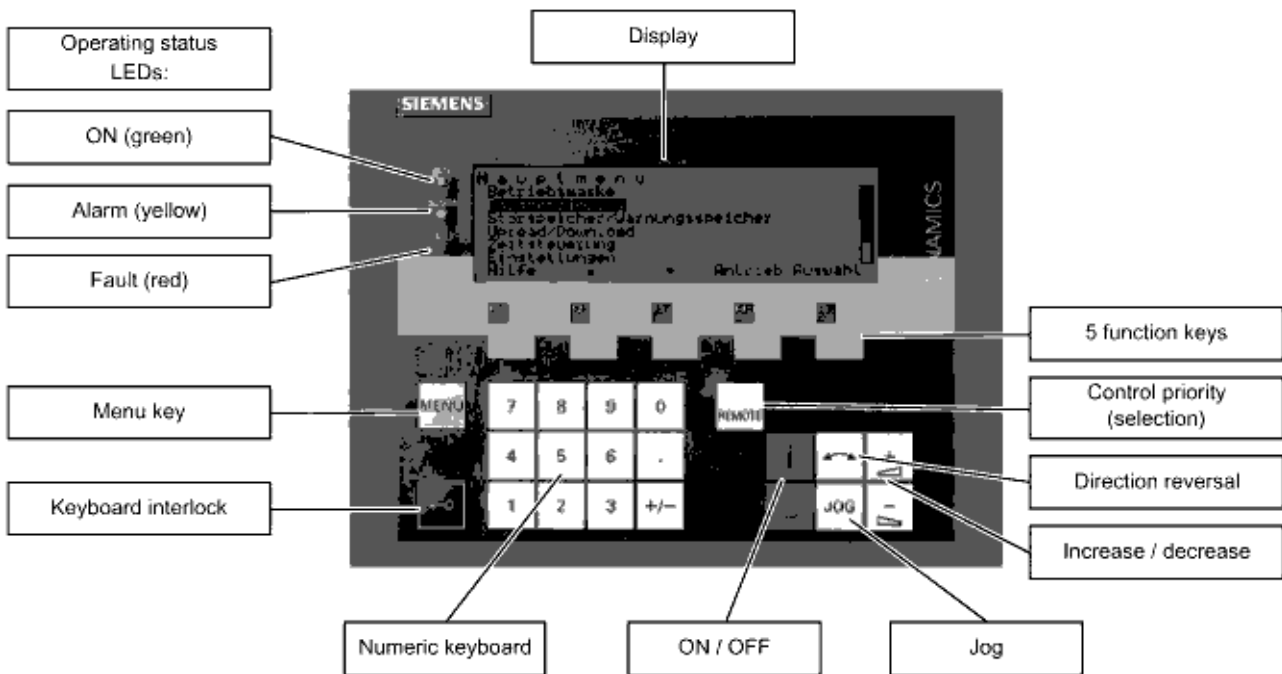 Operating status
LEDs:
Display
SIEMENS
ON (green)
Alarm (yellow)
Fault (red)
Hauptmenu
Betriebsmaske
Störspeicher/Warnungsspeicher
Upload/Download
Zeitsteuerung
Einstellungen
Hilfe Antrieb Auswahl
NAMICS
5 function keys
Menu key
MENU
7 8 9 0
REMOTE
Control priority
(selection)
4 5 6 .
Direction reversal
+
Keyboard interlock
1 2 3 +/-
JOG
-
Increase / decrease
Numeric keyboard
ON / OFF
Jog